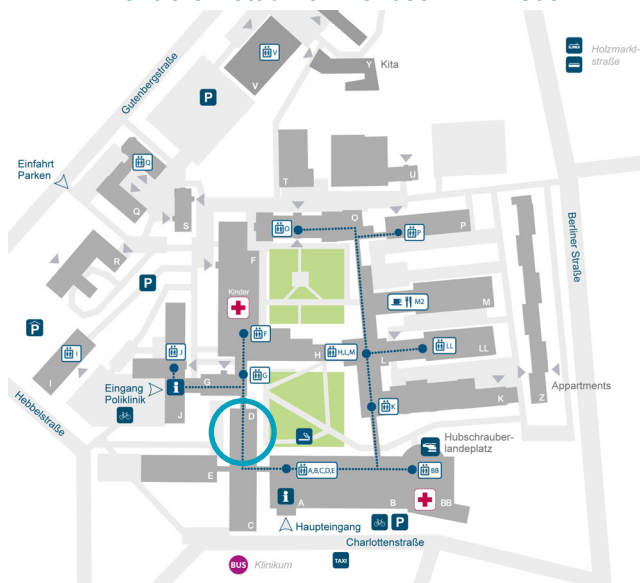 V
V
Y
Kita
Holzmarkt-
straße
Gutenbergstraße
P
Einfahrt
Parken
Q
Q
S
T
U
R
O
O
P
P
F
Berliner Straße
P
Kinder
M2
M
P
F
J
I
I
H
H,L,M
L
LL
LL
G
G
Eingang
Poliklinik
i
J
K
K
Z
Appartments
Hebbelstraße
D
Hubschrauber-
landeplatz
E
A,B,C,D,E
BB
i
A
B
BB
C
Haupteingang
P
Charlottenstraße
BUS
Klinikum
TAXI